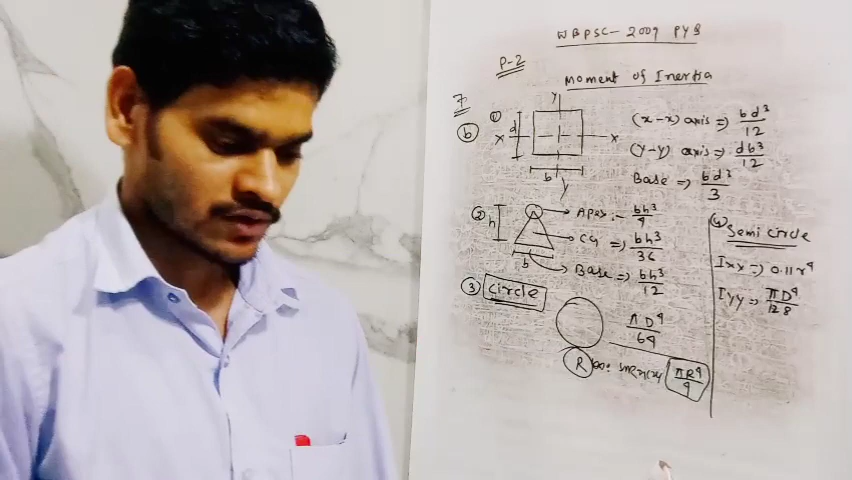 WBPSC-2009 PYQ
P-2
Moment of Inertia
7
(b)
① (x-x) axis ⇒ bd³/12
(y-y) axis ⇒ db³/12
Base ⇒ bd³/3
y
x d x
b
y
② h Apex :- bh³/4
CG ⇒ bh³/36
b Base ⇒ bh³/12
③ Circle
πD⁴/64
R πR⁴/4
④ Semi circle
Ixx ⇒ 0.11r⁴
Iyy ⇒ πD⁴/128